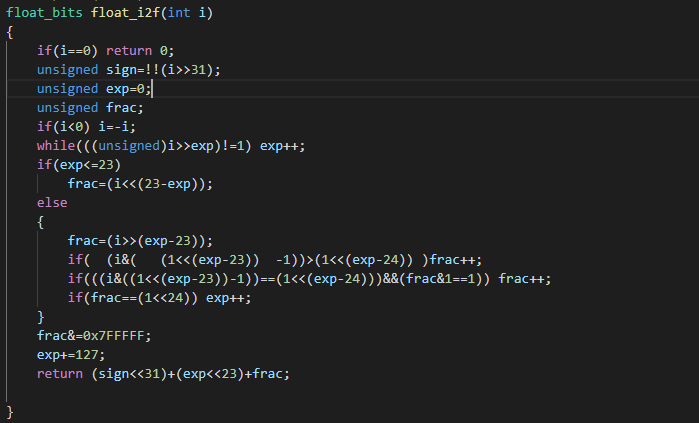 float_bits float_i2f(int i)
{
    if(i==0) return 0;
    unsigned sign=!!(i>>31);
    unsigned exp=0;
    unsigned frac;
    if(i<0) i=-i;
    while(((unsigned)i>>exp)!=1) exp++;
    if(exp<=23)
        frac=(i<<(23-exp));
    else
    {
        frac=(i>>(exp-23));
        if(  (i&(   (1<<(exp-23))  -1))>(1<<(exp-24)) )frac++;
        if(((i&((1<<(exp-23))-1))==(1<<(exp-24)))&&(frac&1==1)) frac++;
        if(frac==(1<<24)) exp++;
    }
    frac&=0x7FFFFF;
    exp+=127;
    return (sign<<31)+(exp<<23)+frac;
}